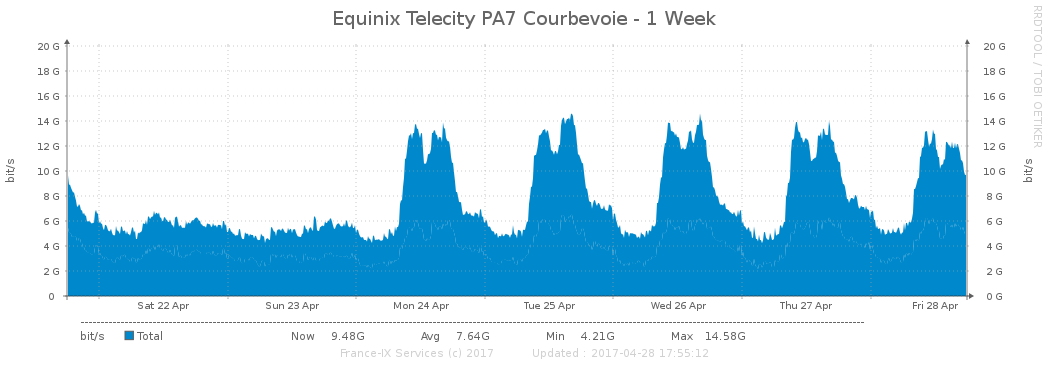 Equinix Telecity PA7 Courbevoie - 1 Week
RRDTOOL / TOBI OETIKER
bit/s
20 G 20 G
18 G 18 G
16 G 16 G
14 G 14 G
12 G 12 G
10 G 10 G
8 G 8 G
6 G 6 G
4 G 4 G
2 G 2 G
0 0 G
bit/s
Sat 22 Apr Sun 23 Apr Mon 24 Apr Tue 25 Apr Wed 26 Apr Thu 27 Apr Fri 28 Apr
bit/s Total Now 9.48G Avg 7.64G Min 4.21G Max 14.58G
France-IX Services (c) 2017 Updated : 2017-04-28 17:55:12